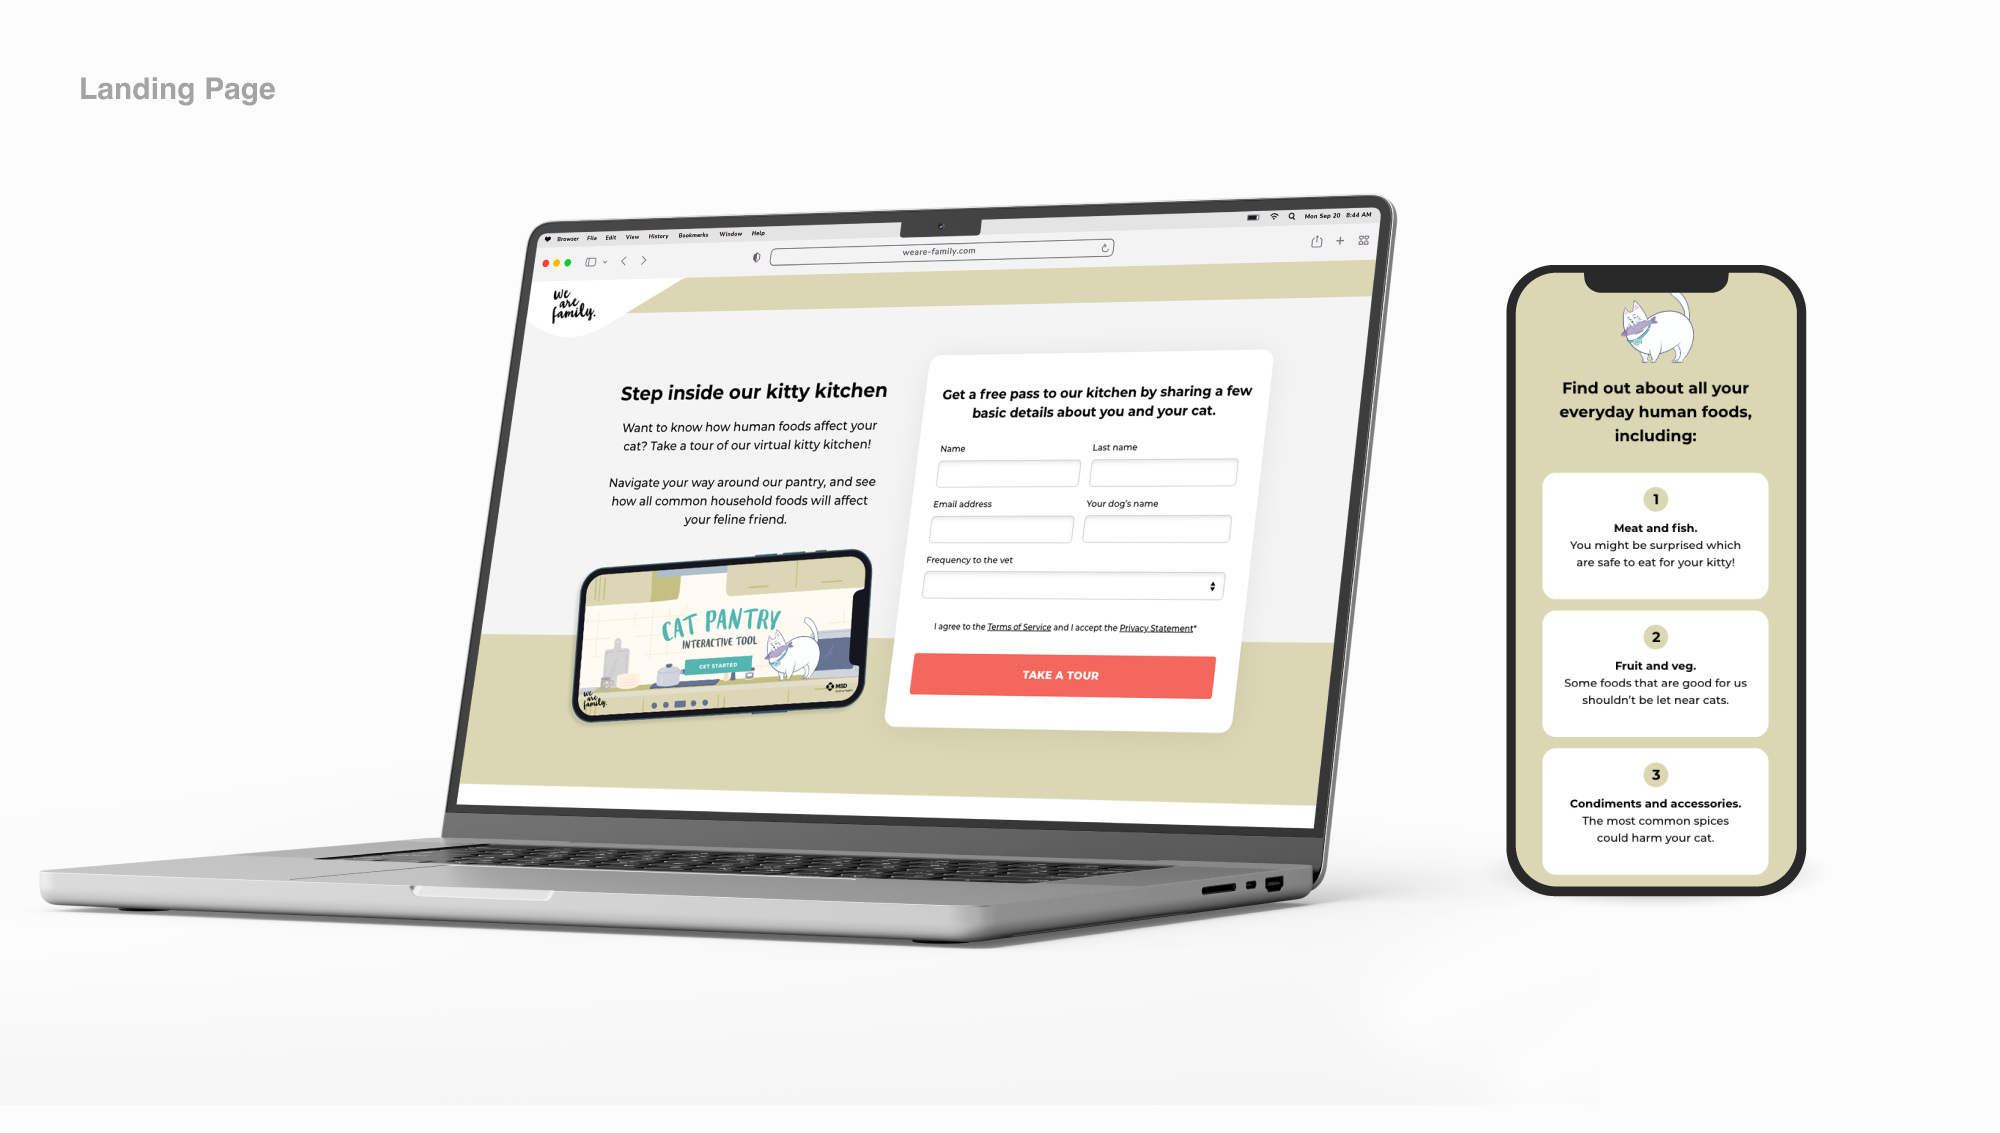 Landing Page
Browser File Edit View History Bookmarks Window Help
Mon Sep 20 8:44 AM
weare-family.com
we
are
family.
Step inside our kitty kitchen
Want to know how human foods affect your
cat? Take a tour of our virtual kitty kitchen!
Navigate your way around our pantry, and see
how all common household foods will affect
your feline friend.
CAT PANTRY
INTERACTIVE TOOL
GET STARTED
we
are
family.
MSD
Get a free pass to our kitchen by sharing a few
basic details about you and your cat.
Name Last name
Email address Your dog's name
Frequency to the vet
I agree to the Terms of Service and I accept the Privacy Statement*
TAKE A TOUR
Find out about all your
everyday human foods,
including:
1
Meat and fish.
You might be surprised which
are safe to eat for your kitty!
2
Fruit and veg.
Some foods that are good for us
shouldn't be let near cats.
3
Condiments and accessories.
The most common spices
could harm your cat.